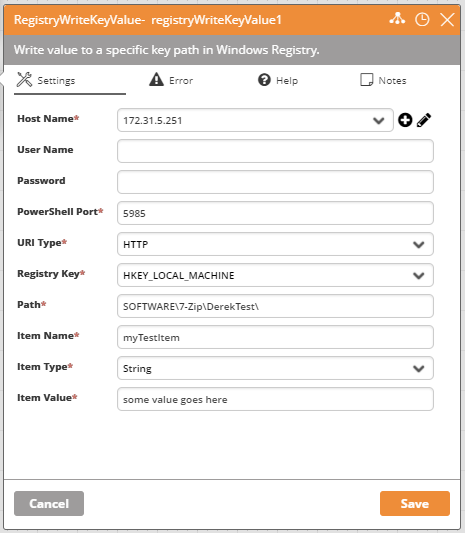 RegistryWriteKeyValue- registryWriteKeyValue1
Write value to a specific key path in Windows Registry.
Settings Error Help Notes
Host Name* 172.31.5.251
User Name
Password
PowerShell Port* 5985
URI Type* HTTP
Registry Key* HKEY_LOCAL_MACHINE
Path* SOFTWARE\7-Zip\DerekTest\
Item Name* myTestItem
Item Type* String
Item Value* some value goes here
Cancel Save